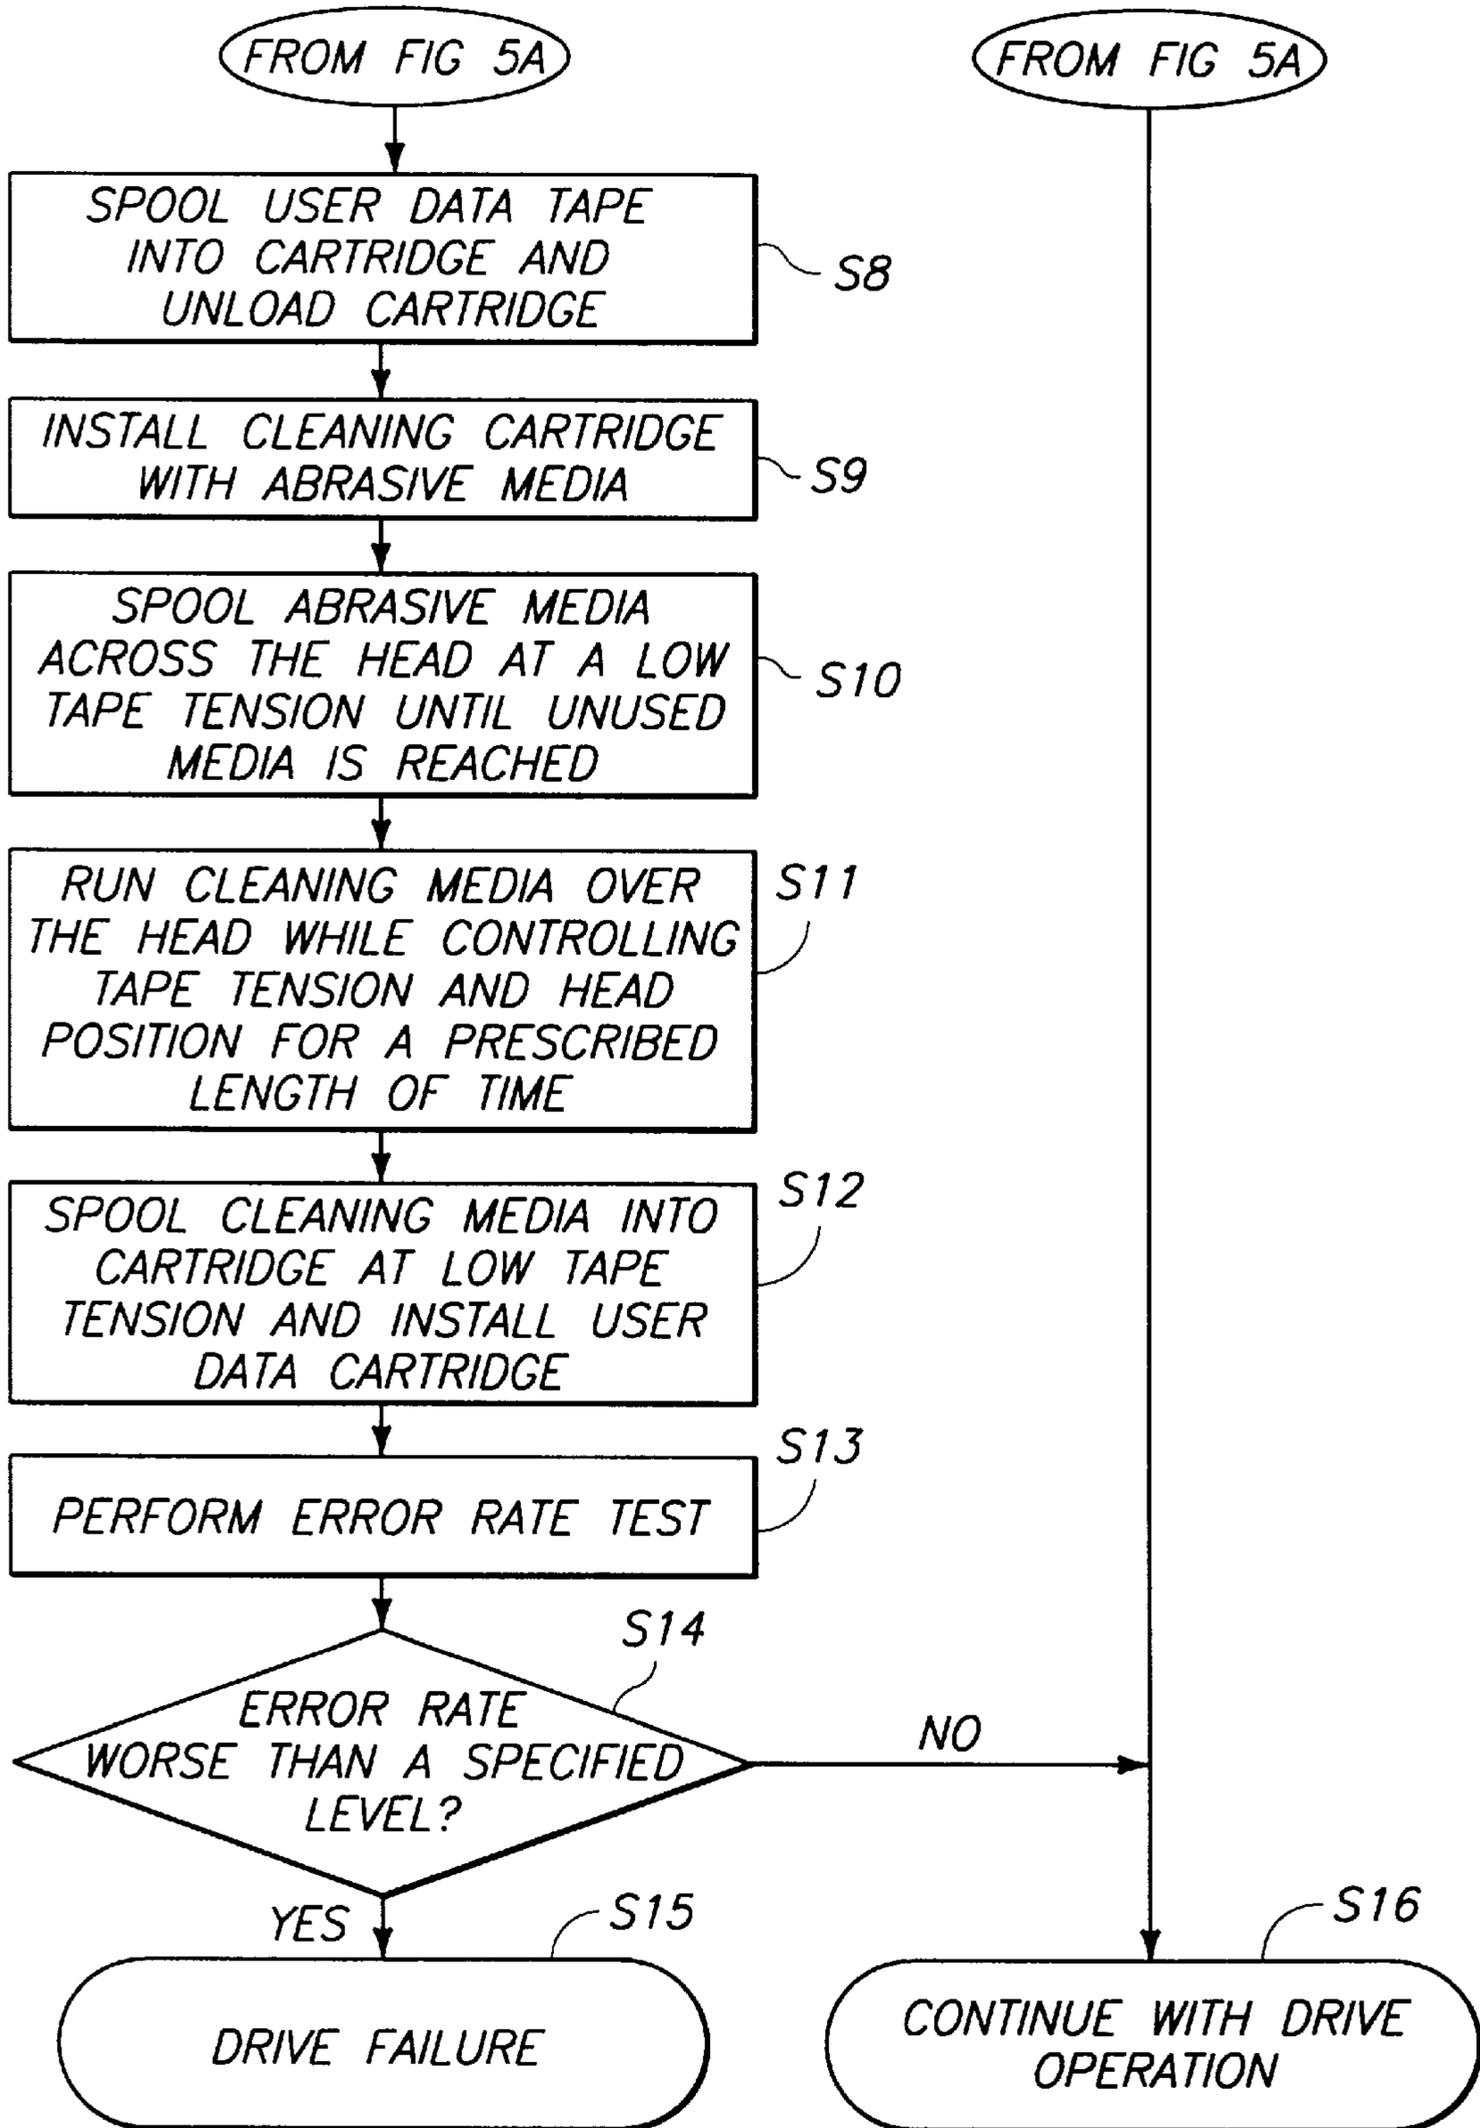 FROM FIG 5A
FROM FIG 5A
SPOOL USER DATA TAPE
INTO CARTRIDGE AND
UNLOAD CARTRIDGE
S8
INSTALL CLEANING CARTRIDGE
WITH ABRASIVE MEDIA
S9
SPOOL ABRASIVE MEDIA
ACROSS THE HEAD AT A LOW
TAPE TENSION UNTIL UNUSED
MEDIA IS REACHED
S10
RUN CLEANING MEDIA OVER
THE HEAD WHILE CONTROLLING
TAPE TENSION AND HEAD
POSITION FOR A PRESCRIBED
LENGTH OF TIME
S11
SPOOL CLEANING MEDIA INTO
CARTRIDGE AT LOW TAPE
TENSION AND INSTALL USER
DATA CARTRIDGE
S12
PERFORM ERROR RATE TEST
S13
ERROR RATE
WORSE THAN A SPECIFIED
LEVEL?
S14
NO
YES
DRIVE FAILURE
S15
CONTINUE WITH DRIVE
OPERATION
S16